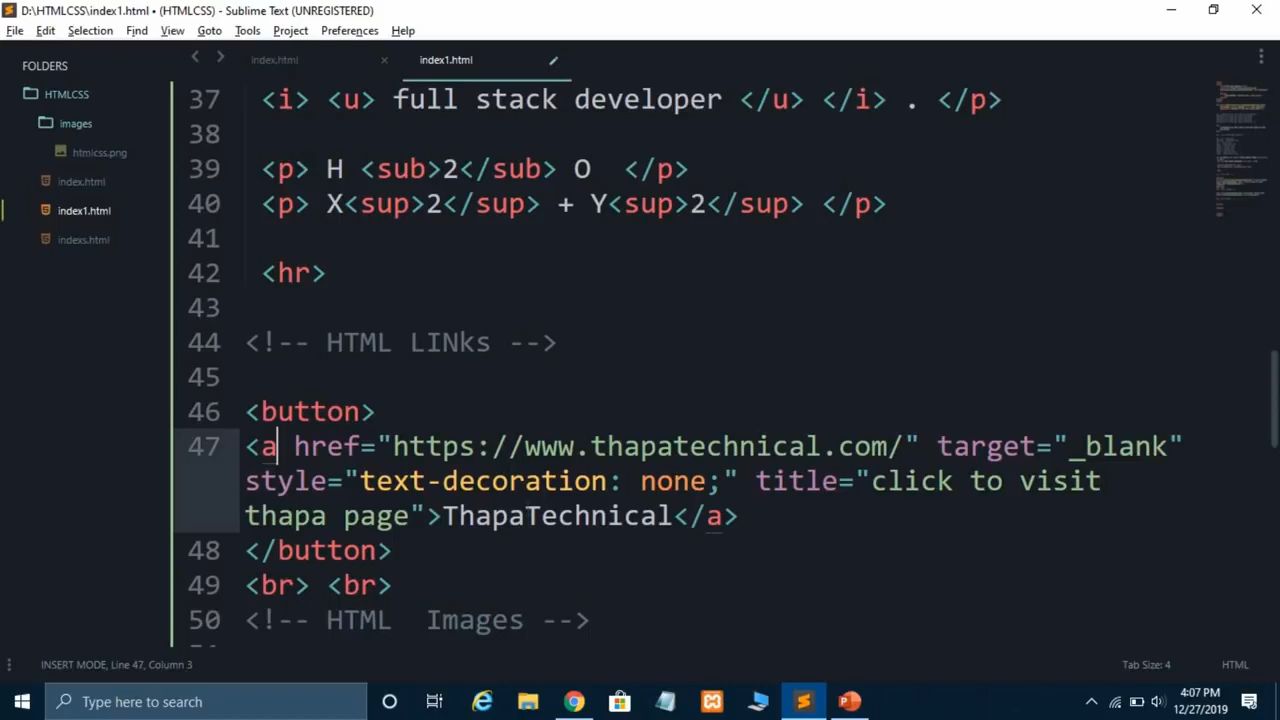 D:\HTMLCSS\index1.html • (HTMLCSS) - Sublime Text (UNREGISTERED)
File Edit Selection Find View Goto Tools Project Preferences Help
FOLDERS
HTMLCSS
images
htmlcss.png
index.html
index1.html
indexs.html
index.html × index1.html
37 <i> <u> full stack developer </u> </i> . </p>
38
39 <p> H <sub>2</sub> O </p>
40 <p> X<sup>2</sup> + Y<sup>2</sup> </p>
41
42 <hr>
43
44 <!-- HTML LINks -->
45
46 <button>
47 <a href="https://www.thapatechnical.com/" target="_blank"
style="text-decoration: none;" title="click to visit
thapa page">ThapaTechnical</a>
48 </button>
49 <br> <br>
50 <!-- HTML  Images -->
INSERT MODE, Line 47, Column 3 Tab Size: 4 HTML
Type here to search
4:07 PM
12/27/2019